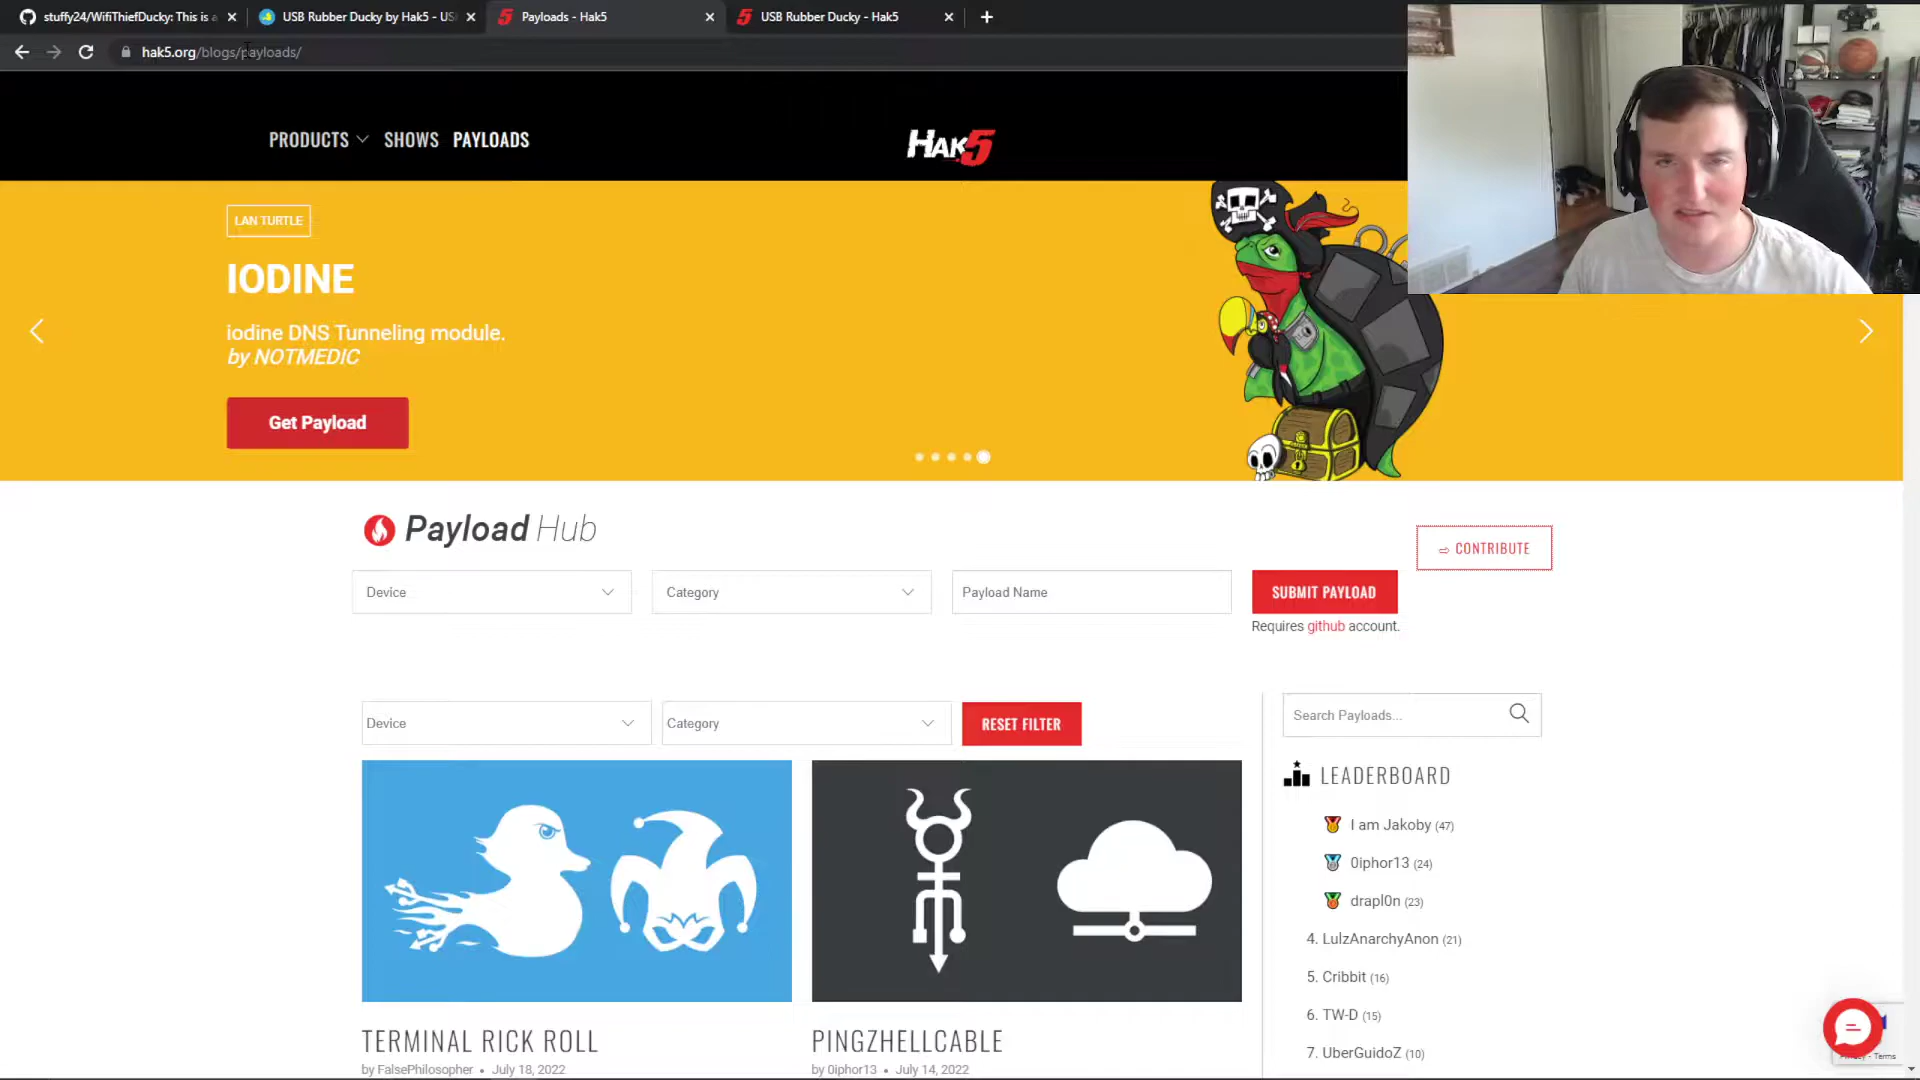 stuffy24/WifiThiefDucky: This is a
USB Rubber Ducky by Hak5 - US
Payloads - Hak5
USB Rubber Ducky - Hak5
hak5.org/blogs/payloads/
PRODUCTS
SHOWS
PAYLOADS
HAK5
LAN TURTLE
IODINE
iodine DNS Tunneling module.
by NOTMEDIC
Get Payload
Payload Hub
⇨ CONTRIBUTE
Device
Category
Payload Name
SUBMIT PAYLOAD
Requires github account.
Device
Category
RESET FILTER
Search Payloads...
LEADERBOARD
I am Jakoby (47)
0iphor13 (24)
drapl0n (23)
4. LulzAnarchyAnon (21)
5. Cribbit (16)
6. TW-D (15)
7. UberGuidoZ (10)
TERMINAL RICK ROLL
by FalsePhilosopher • July 18, 2022
PINGZHELLCABLE
by 0iphor13 • July 14, 2022
Privacy - Terms